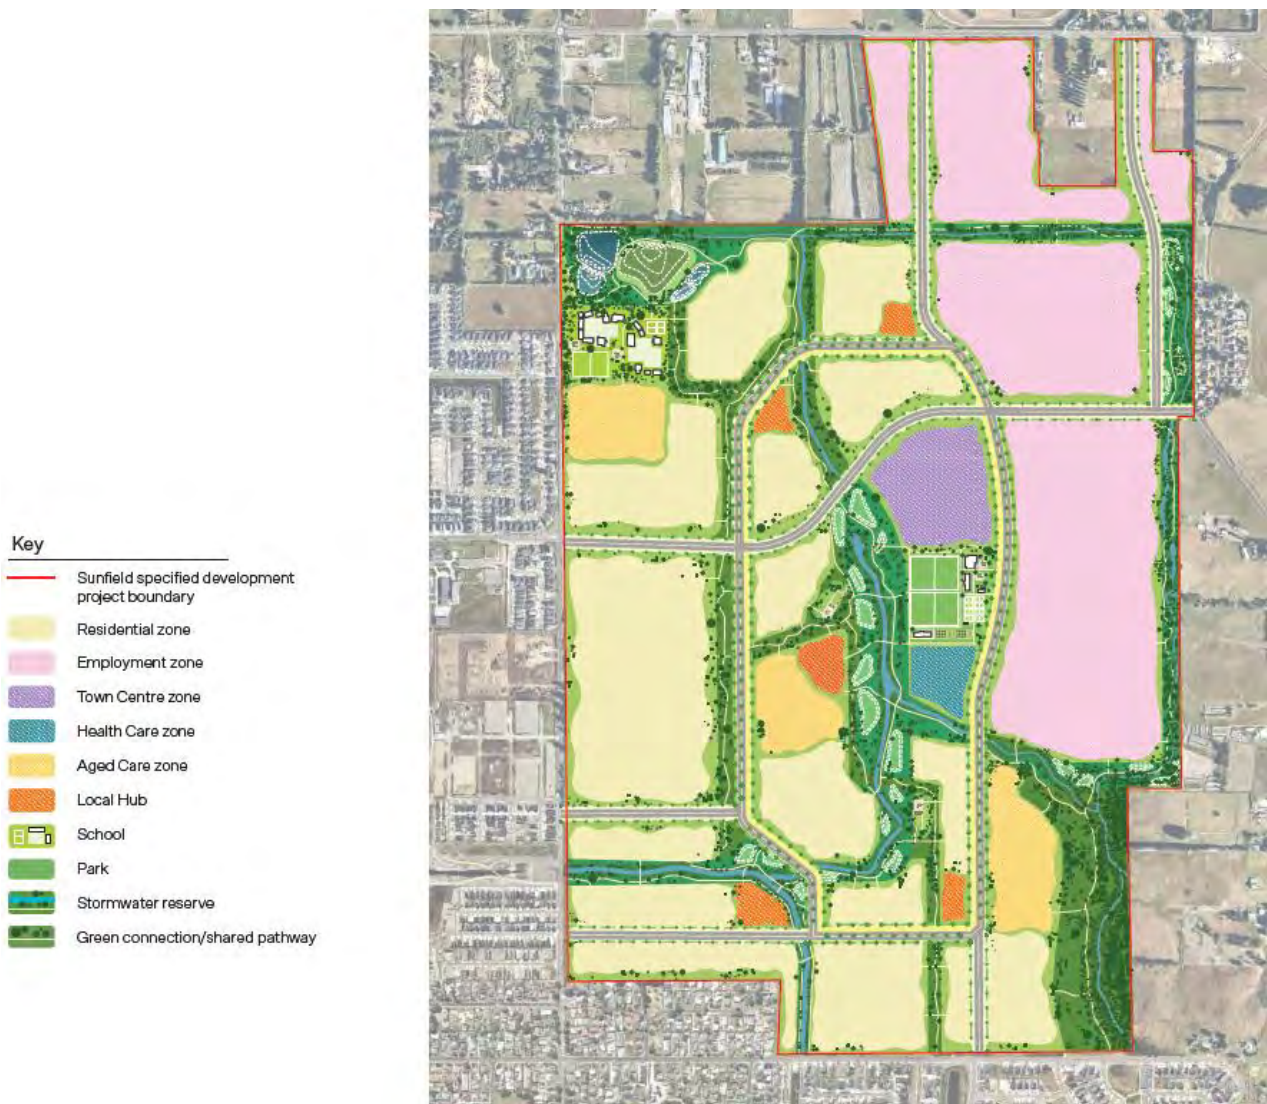 Key
Sunfield specified development
project boundary
Residential zone
Employment zone
Town Centre zone
Health Care zone
Aged Care zone
Local Hub
School
Park
Stormwater reserve
Green connection/shared pathway